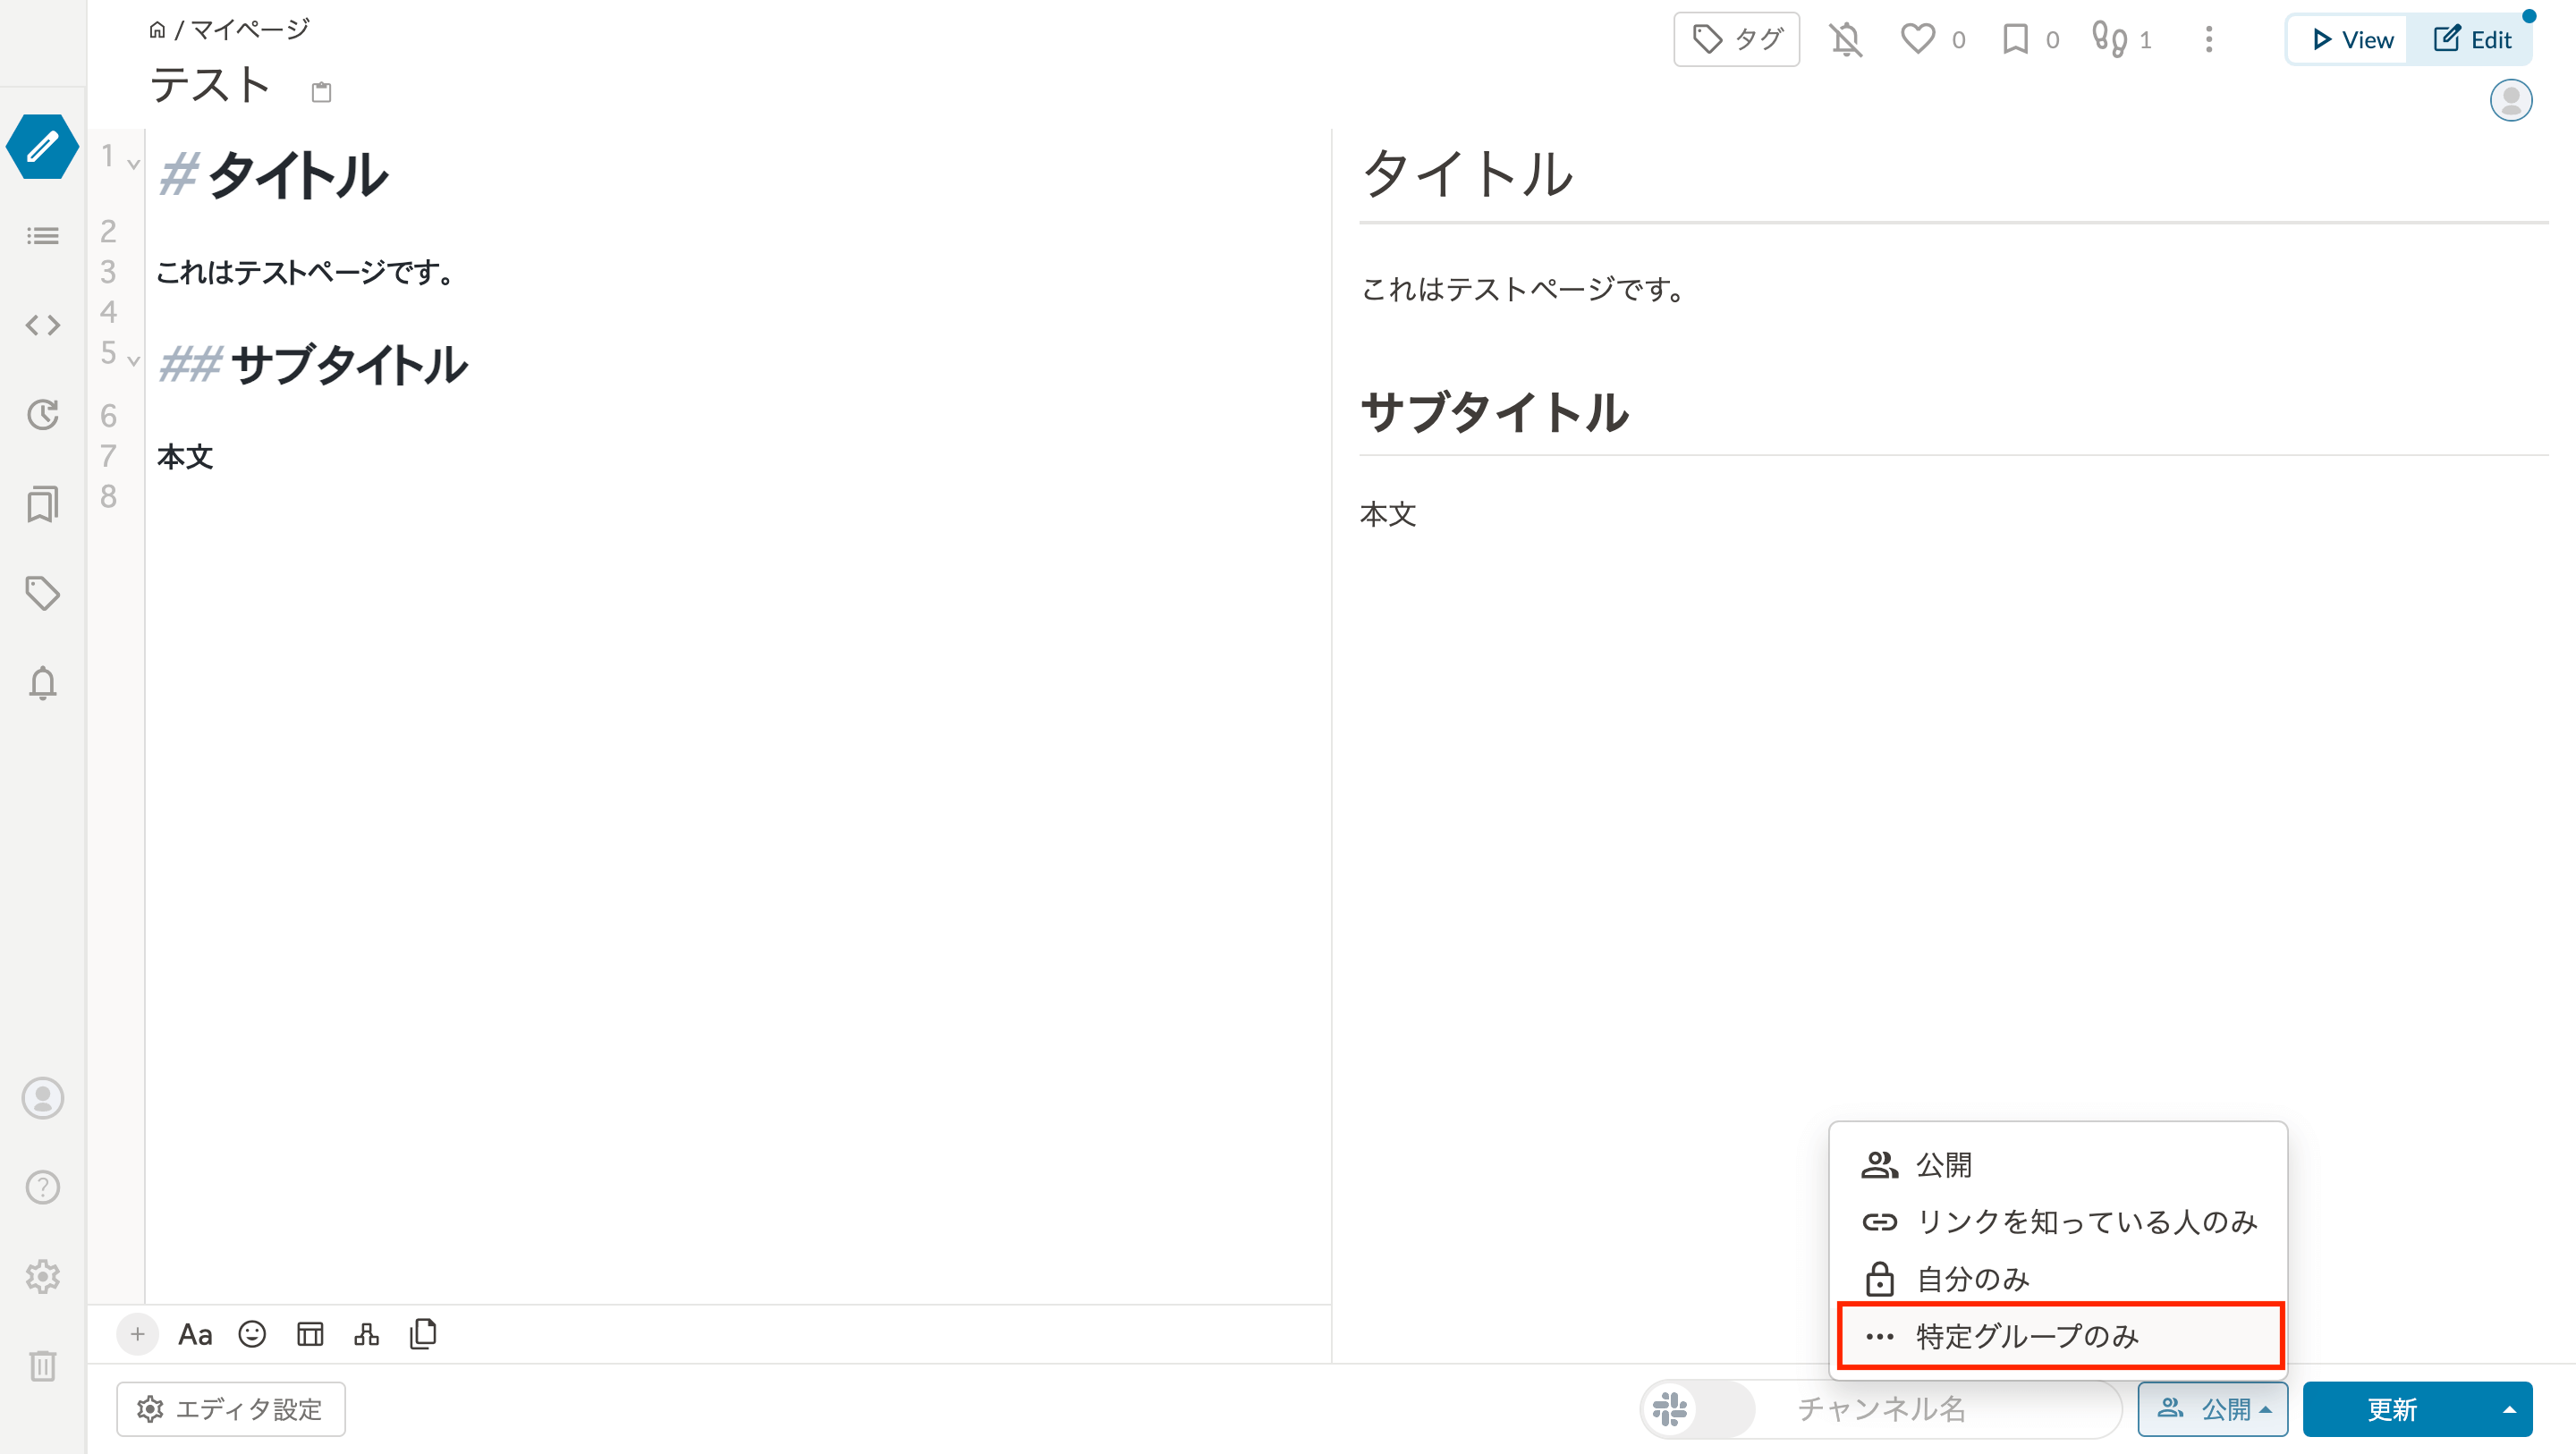 / マイページ
テスト
タグ
0
0
1
View
Edit
1
# タイトル
2
3
これはテストページです。
4
5
## サブタイトル
6
7
本文
8
タイトル
これはテストページです。
サブタイトル
本文
公開
リンクを知っている人のみ
自分のみ
特定グループのみ
Aa
エディタ設定
チャンネル名
公開
更新